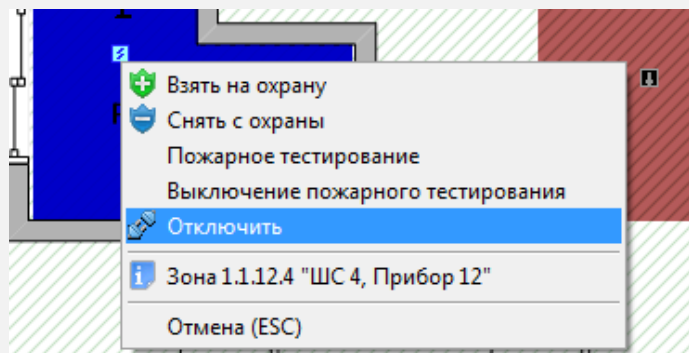 Взять на охрану
Снять с охраны
Пожарное тестирование
Выключение пожарного тестирования
Отключить
Зона 1.1.12.4 "ШС 4, Прибор 12"
Отмена (ESC)